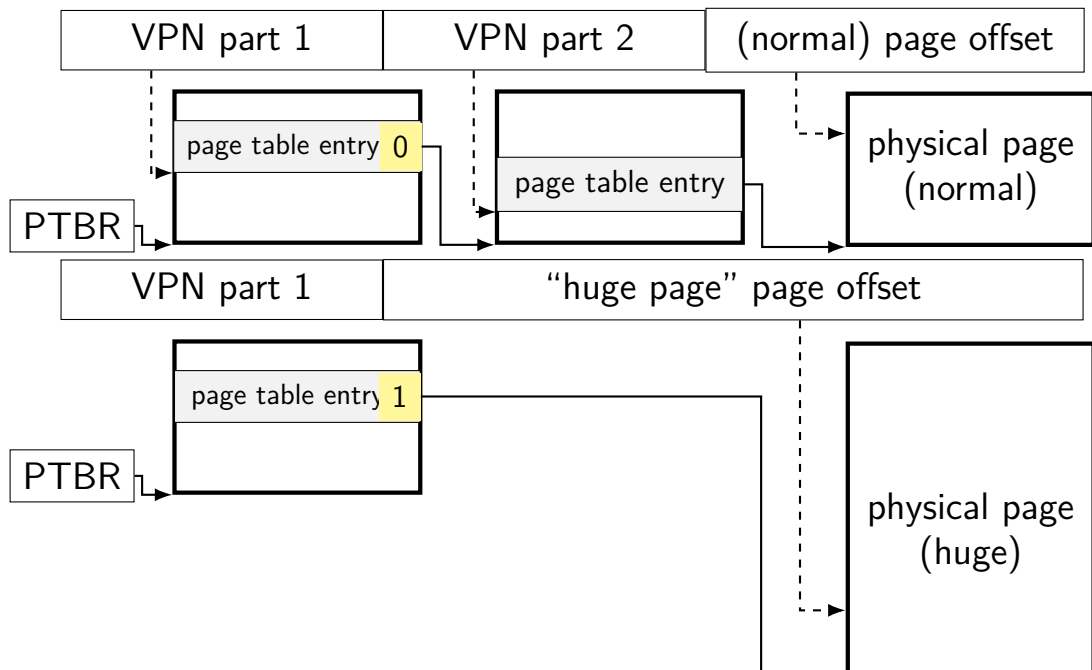 VPN part 1
VPN part 2
(normal) page offset
page table entry 0
page table entry
physical page
(normal)
PTBR
VPN part 1
“huge page” page offset
page table entry 1
PTBR
physical page
(huge)